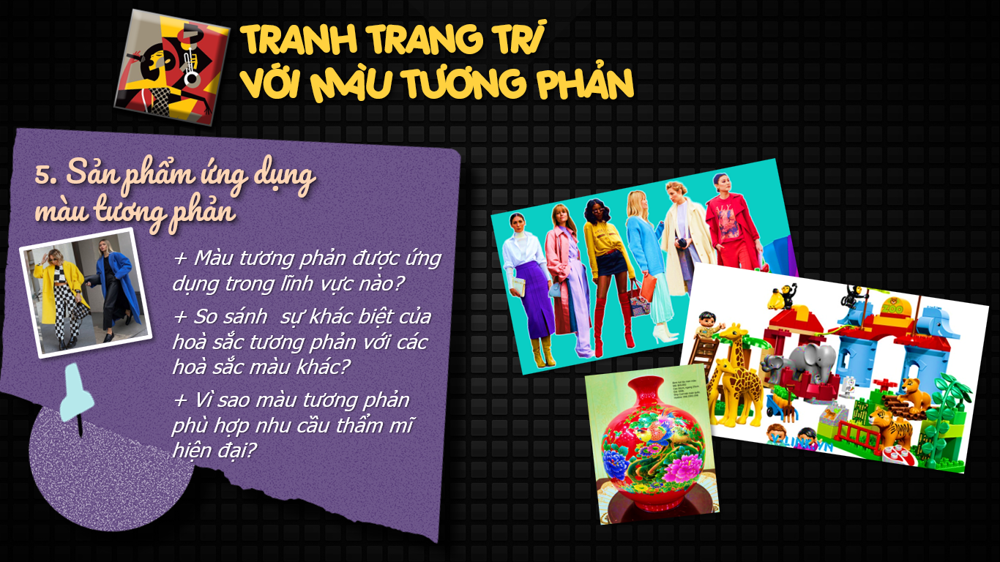 TRANH TRANG TRÍ
VỚI MÀU TƯƠNG PHẢN
5. Sản phẩm ứng dụng
màu tương phản
+ Màu tương phản được ứng
dụng trong lĩnh vực nào?
+ So sánh sự khác biệt của
hoà sắc tương phản với các
hoà sắc màu khác?
+ Vì sao màu tương phản
phù hợp nhu cầu thẩm mĩ
hiện đại?
ZOO